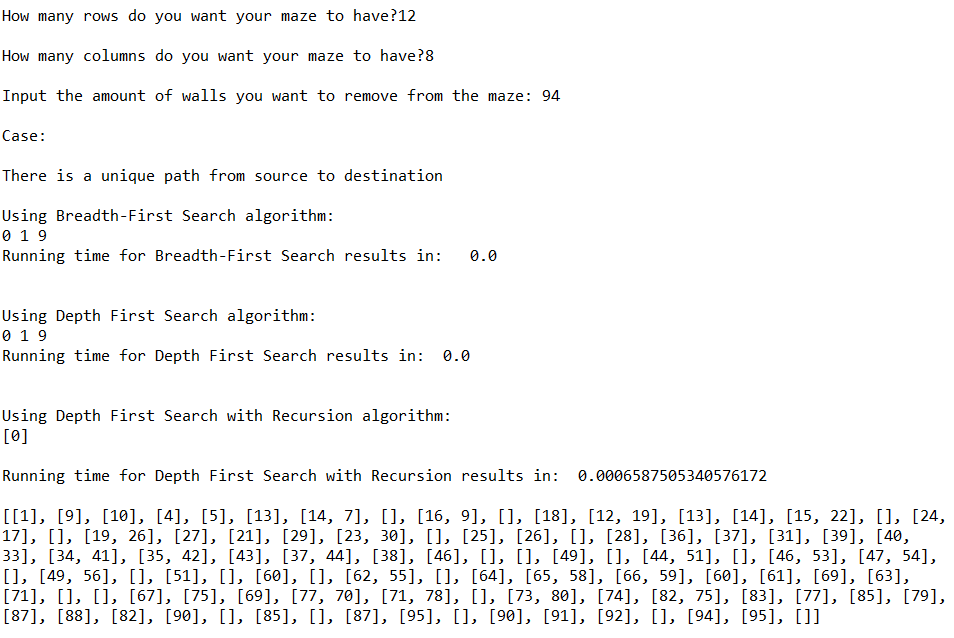 How many rows do you want your maze to have?12
How many columns do you want your maze to have?8
Input the amount of walls you want to remove from the maze: 94
Case:
There is a unique path from source to destination
Using Breadth-First Search algorithm:
0 1 9
Running time for Breadth-First Search results in:   0.0
Using Depth First Search algorithm:
0 1 9
Running time for Depth First Search results in:  0.0
Using Depth First Search with Recursion algorithm:
[0]
Running time for Depth First Search with Recursion results in:  0.0006587505340576172
[[1], [9], [10], [4], [5], [13], [14, 7], [], [16, 9], [], [18], [12, 19], [13], [14], [15, 22], [], [24,
17], [], [19, 26], [27], [21], [29], [23, 30], [], [25], [26], [], [28], [36], [37], [31], [39], [40,
33], [34, 41], [35, 42], [43], [37, 44], [38], [46], [], [], [49], [], [44, 51], [], [46, 53], [47, 54],
[], [49, 56], [], [51], [], [60], [], [62, 55], [], [64], [65, 58], [66, 59], [60], [61], [69], [63],
[71], [], [], [67], [75], [69], [77, 70], [71, 78], [], [73, 80], [74], [82, 75], [83], [77], [85], [79],
[87], [88], [82], [90], [], [85], [], [87], [95], [], [90], [91], [92], [], [94], [95], []]